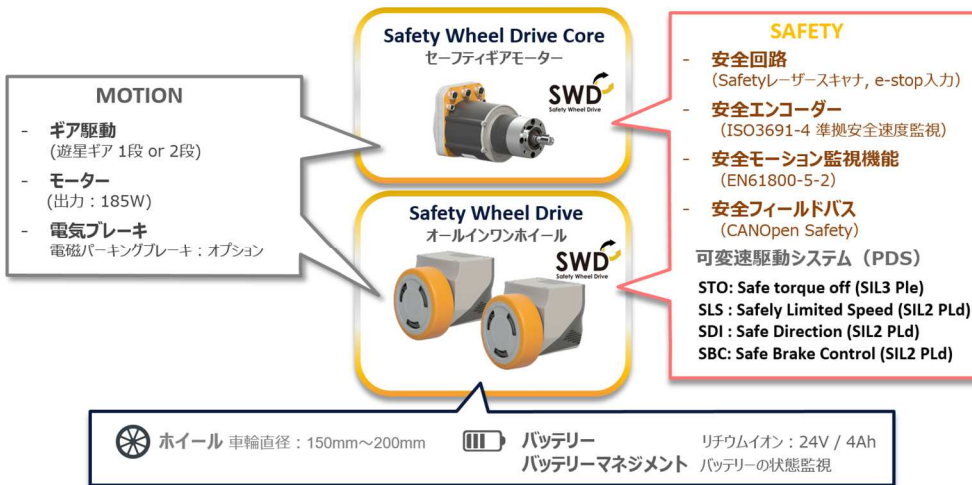 MOTION
- ギア駆動
(遊星ギア 1段 or 2段)
- モーター
(出力：185W)
- 電気ブレーキ
電磁パーキングブレーキ：オプション
Safety Wheel Drive Core
セーフティギアモーター
SWD
Safety Wheel Drive
Safety Wheel Drive
オールインワンホイール
SWD
Safety Wheel Drive
SAFETY
- 安全回路
（Safetyレーザースキャナ, e-stop入力）
- 安全エンコーダー
（ISO3691-4 準拠安全速度監視）
- 安全モーション監視機能
（EN61800-5-2）
- 安全フィールドバス
（CANOpen Safety）
可変速駆動システム（PDS）
STO: Safe torque off (SIL3 Ple)
SLS : Safely Limited Speed (SIL2 PLd)
SDI : Safe Direction (SIL2 PLd)
SBC: Safe Brake Control (SIL2 PLd)
ホイール 車輪直径：150mm～200mm
バッテリー リチウムイオン：24V / 4Ah
バッテリーマネジメント バッテリーの状態監視